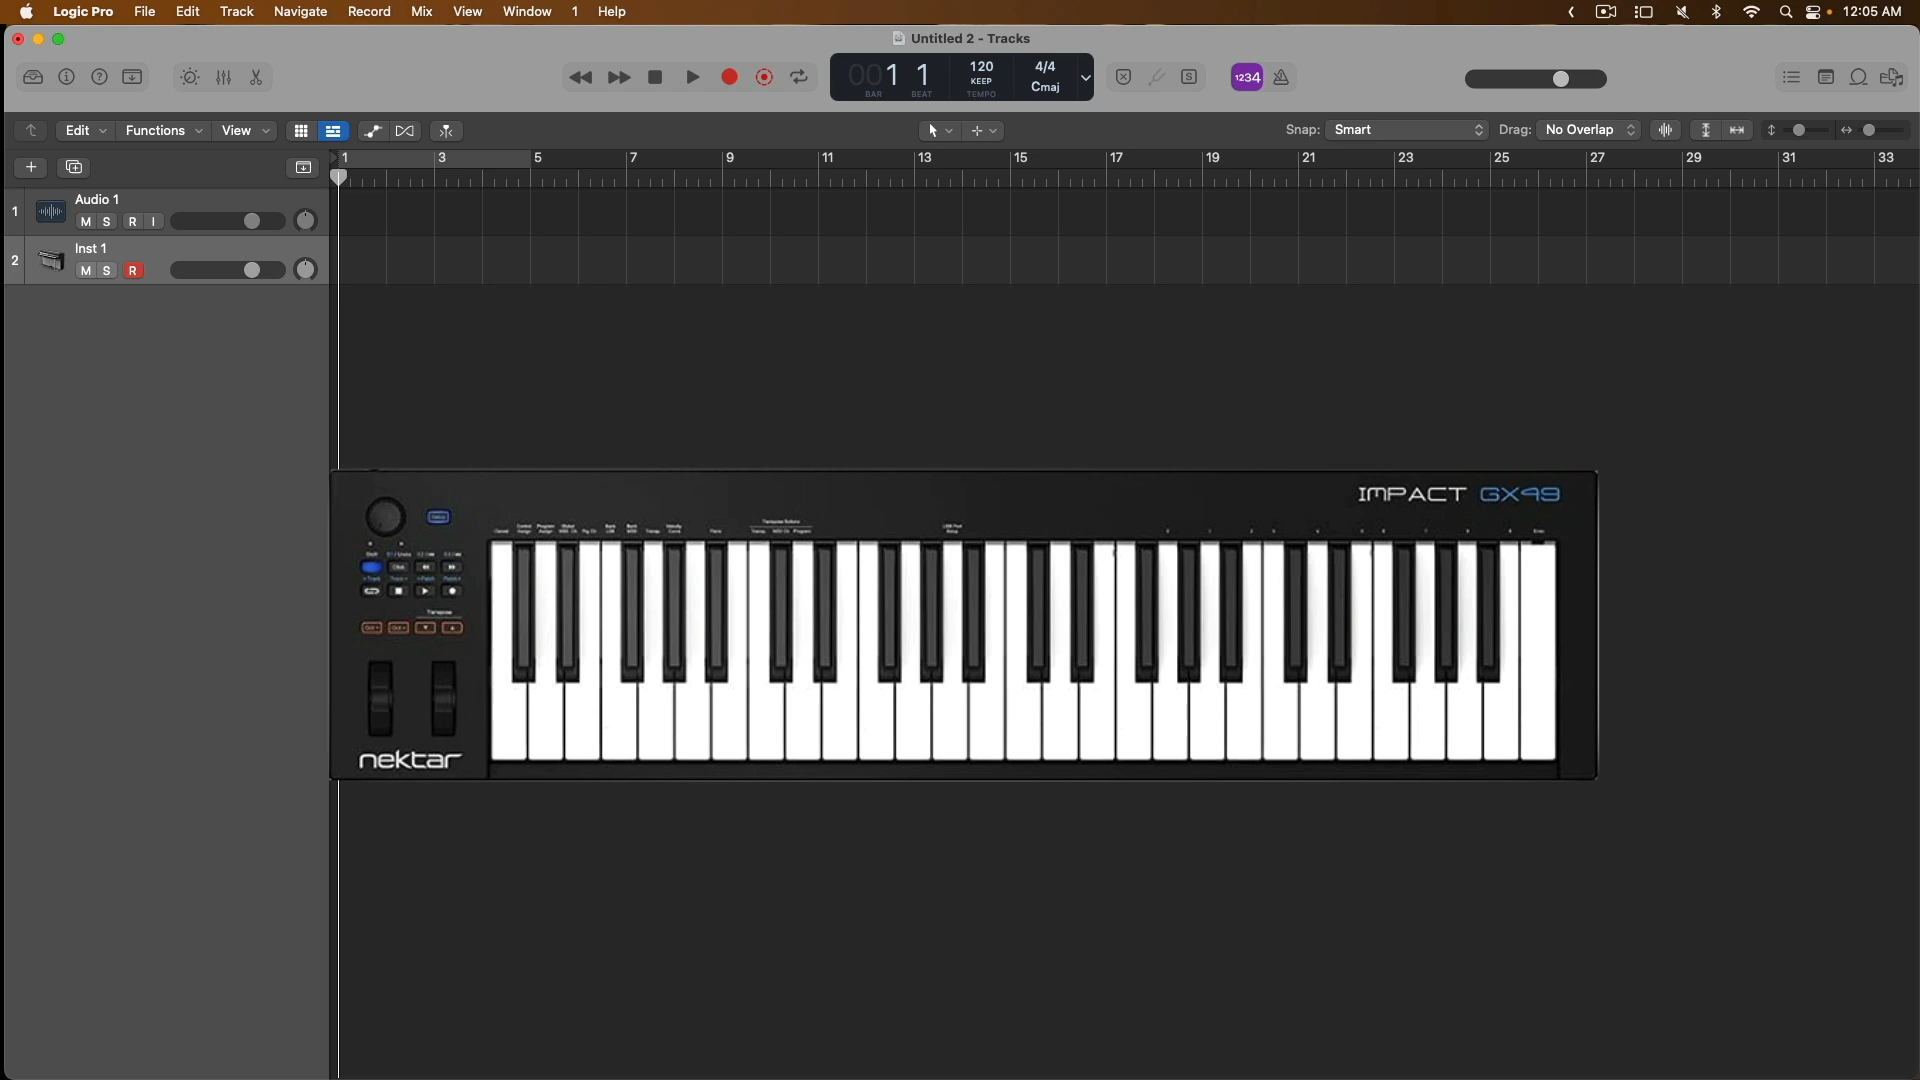 Logic Pro File Edit Track Navigate Record Mix View Window 1 Help 12:05 AM
Untitled 2 - Tracks
001 1 120 4/4
KEEP Cmaj
BAR BEAT TEMPO
1234
Edit Functions View Snap: Smart Drag: No Overlap
1 3 5 7 9 11 13 15 17 19 21 23 25 27 29 31 33
1 Audio 1
M S R I
2 Inst 1
M S R
IMPACT GX49
nektar